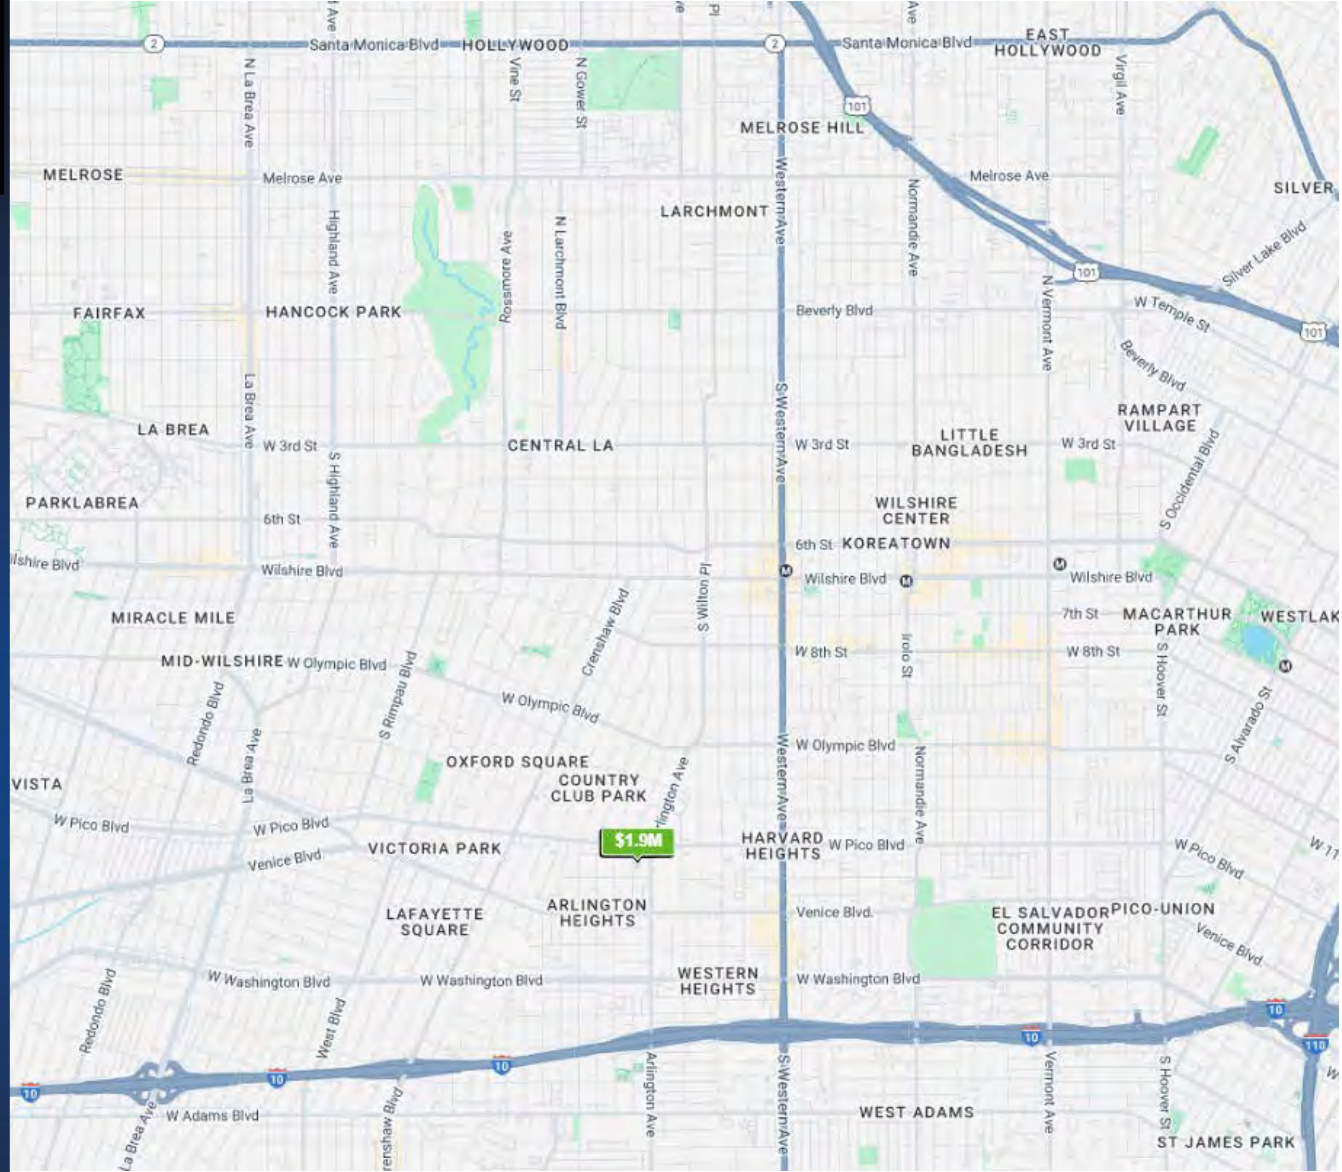 Santa Monica Blvd
HOLLYWOOD
2
Santa Monica Blvd
EAST
HOLLYWOOD
2
N La Brea Ave
Vine St
N Gower St
Virgil Ave
101
MELROSE HILL
MELROSE
Melrose Ave
Melrose Ave
SILVER
LARCHMONT
Western Ave
Normandie Ave
Highland Ave
Rossmore Ave
N Larchmont Blvd
Silver Lake Blvd
101
N Vermont Ave
W Temple St
FAIRFAX
HANCOCK PARK
Beverly Blvd
101
Beverly Blvd
La Brea Ave
S Western Ave
LA BREA
W 3rd St
CENTRAL LA
W 3rd St
LITTLE
BANGLADESH
W 3rd St
RAMPART
VILLAGE
S Highland Ave
S Occidental Blvd
PARKLABREA
6th St
WILSHIRE
CENTER
6th St
KOREATOWN
ilshire Blvd
Wilshire Blvd
M
Wilshire Blvd
M
M
Wilshire Blvd
S Wilton Pl
Crenshaw Blvd
MIRACLE MILE
7th St
MACARTHUR
PARK
WESTLAK
MID-WILSHIRE
W Olympic Blvd
W 8th St
Irolo St
W 8th St
M
S Hoover St
Redondo Blvd
S Rimpau Blvd
W Olympic Blvd
S Alvarado St
La Brea Ave
Western Ave
W Olympic Blvd
Normandie Ave
OXFORD SQUARE
COUNTRY
CLUB PARK
lington Ave
VISTA
W Pico Blvd
W Pico Blvd
$1.9M
HARVARD
HEIGHTS
W Pico Blvd
W Pico Blvd
W 11
VICTORIA PARK
Venice Blvd
LAFAYETTE
SQUARE
ARLINGTON
HEIGHTS
Venice Blvd.
EL SALVADOR
COMMUNITY
CORRIDOR
PICO-UNION
Venice Blvd.
W Washington Blvd
W Washington Blvd
WESTERN
HEIGHTS
W Washington Blvd
Redondo Blvd
West Blvd
10
10
10
10
10
110
Arlington Ave
S Western Ave
Vermont Ave
S Hoover St
W Adams Blvd
La Brea Ave
renshaw Blvd
WEST ADAMS
ST JAMES PARK